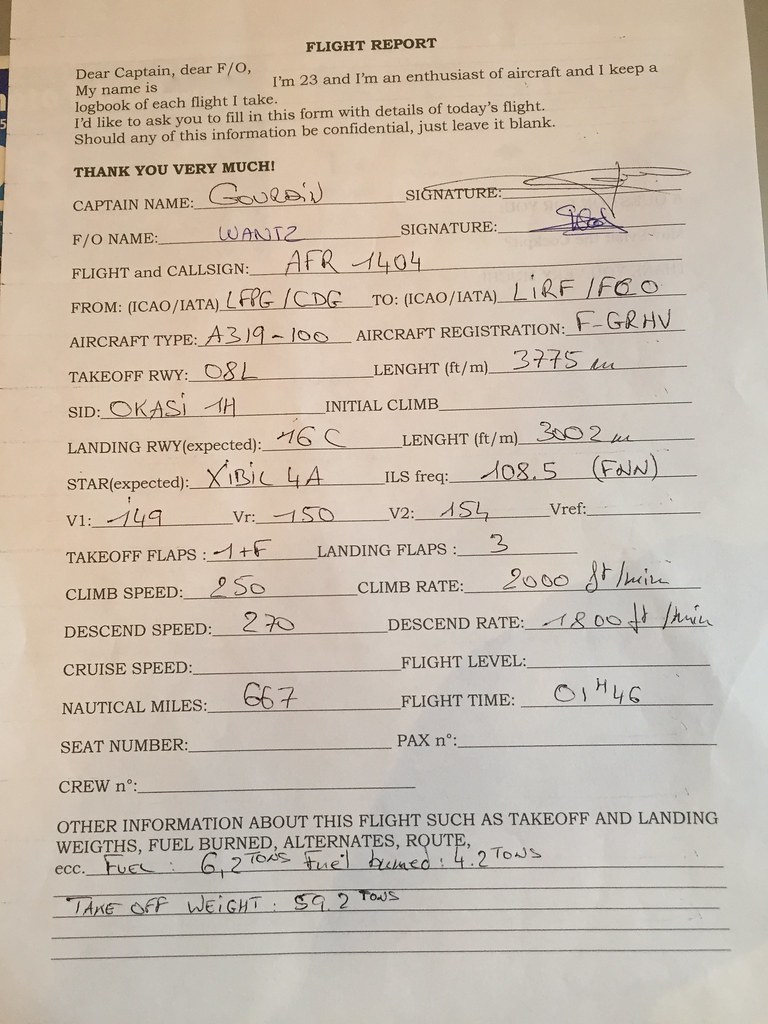 FLIGHT REPORT
Dear Captain, dear F/O,
My name is I'm 23 and I'm an enthusiast of aircraft and I keep a
logbook of each flight I take.
I'd like to ask you to fill in this form with details of today's flight.
Should any of this information be confidential, just leave it blank.
THANK YOU VERY MUCH!
CAPTAIN NAME: GOURDIN SIGNATURE:
F/O NAME: WANTZ SIGNATURE:
FLIGHT and CALLSIGN: AFR 1404
FROM: (ICAO/IATA) LFPG/CDG TO: (ICAO/IATA) LiRF/FCO
AIRCRAFT TYPE: A319-100 AIRCRAFT REGISTRATION: F-GRHV
TAKEOFF RWY: 08L LENGHT (ft/m) 3775 m
SID: OKASi 1H INITIAL CLIMB
LANDING RWY(expected): 16 C LENGHT (ft/m) 3002 m
STAR(expected): XiBiL 4A ILS freq: 108.5 (FNN)
V1: 149 Vr: 150 V2: 154 Vref:
TAKEOFF FLAPS : 1+F LANDING FLAPS : 3
CLIMB SPEED: 250 CLIMB RATE: 2000 ft/min
DESCEND SPEED: 270 DESCEND RATE: 1800 ft/min
CRUISE SPEED: FLIGHT LEVEL:
NAUTICAL MILES: 667 FLIGHT TIME: 01H46
SEAT NUMBER: PAX n°:
CREW n°:
OTHER INFORMATION ABOUT THIS FLIGHT SUCH AS TAKEOFF AND LANDING
WEIGTHS, FUEL BURNED, ALTERNATES, ROUTE,
ecc. FUEL : 6,2 TONS Fuel burned : 4.2 TONS
TAKE OFF WEIGHT : 59.2 TONS